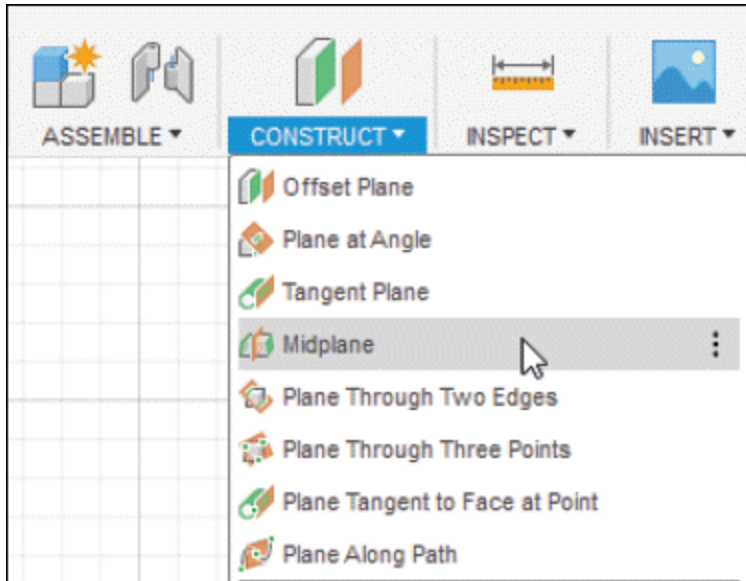 ASSEMBLE CONSTRUCT INSPECT INSERT
Offset Plane
Plane at Angle
Tangent Plane
Midplane
Plane Through Two Edges
Plane Through Three Points
Plane Tangent to Face at Point
Plane Along Path